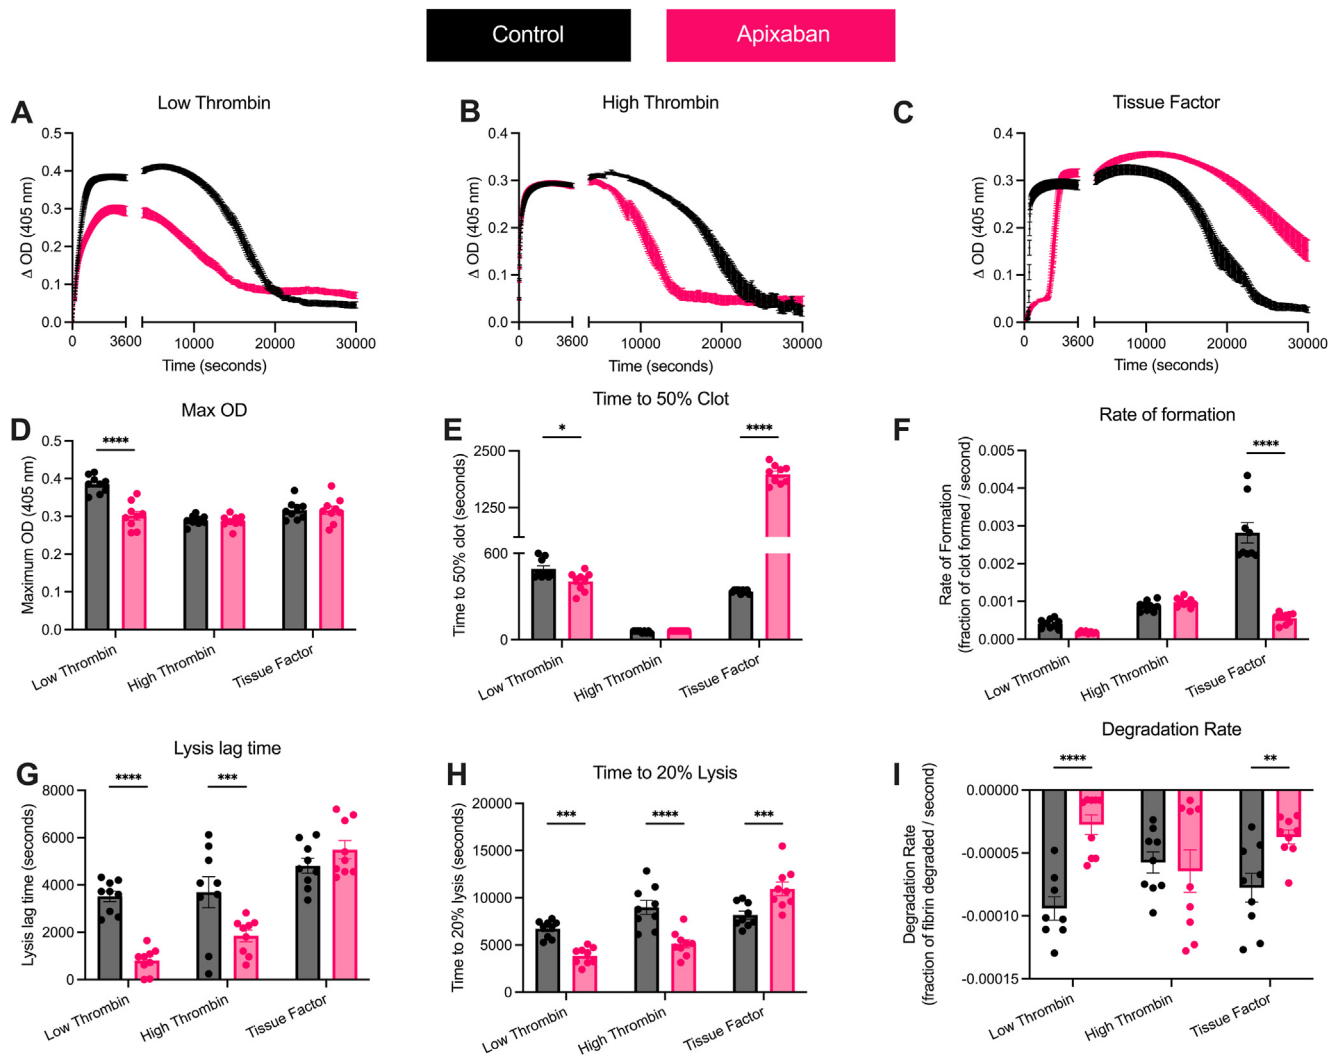 Control
Apixaban
A
Low Thrombin
Δ OD (405 nm)
0.5
0.4
0.3
0.2
0.1
0.0
0
3600
10000
20000
30000
Time (seconds)
B
High Thrombin
Δ OD (405 nm)
0.4
0.3
0.2
0.1
0.0
0
3600
10000
20000
30000
Time (seconds)
C
Tissue Factor
Δ OD (405 nm)
0.4
0.3
0.2
0.1
0.0
0
3600
10000
20000
30000
Time (seconds)
D
Max OD
Maximum OD (405 nm)
0.5
0.4
0.3
0.2
0.1
0.0
****
Low Thrombin
High Thrombin
Tissue Factor
E
Time to 50% Clot
Time to 50% clot (seconds)
2500
1250
600
0
*
****
Low Thrombin
High Thrombin
Tissue Factor
F
Rate of formation
Rate of Formation
(fraction of clot formed / second)
0.005
0.004
0.003
0.002
0.001
0.000
****
Low Thrombin
High Thrombin
Tissue Factor
G
Lysis lag time
Lysis lag time (seconds)
8000
6000
4000
2000
0
****
***
Low Thrombin
High Thrombin
Tissue Factor
H
Time to 20% Lysis
Time to 20% lysis (seconds)
20000
15000
10000
5000
0
***
****
***
Low Thrombin
High Thrombin
Tissue Factor
I
Degradation Rate
Degradation Rate
(fraction of fibrin degraded / second)
0.00000
-0.00005
-0.00010
-0.00015
****
**
Low Thrombin
High Thrombin
Tissue Factor